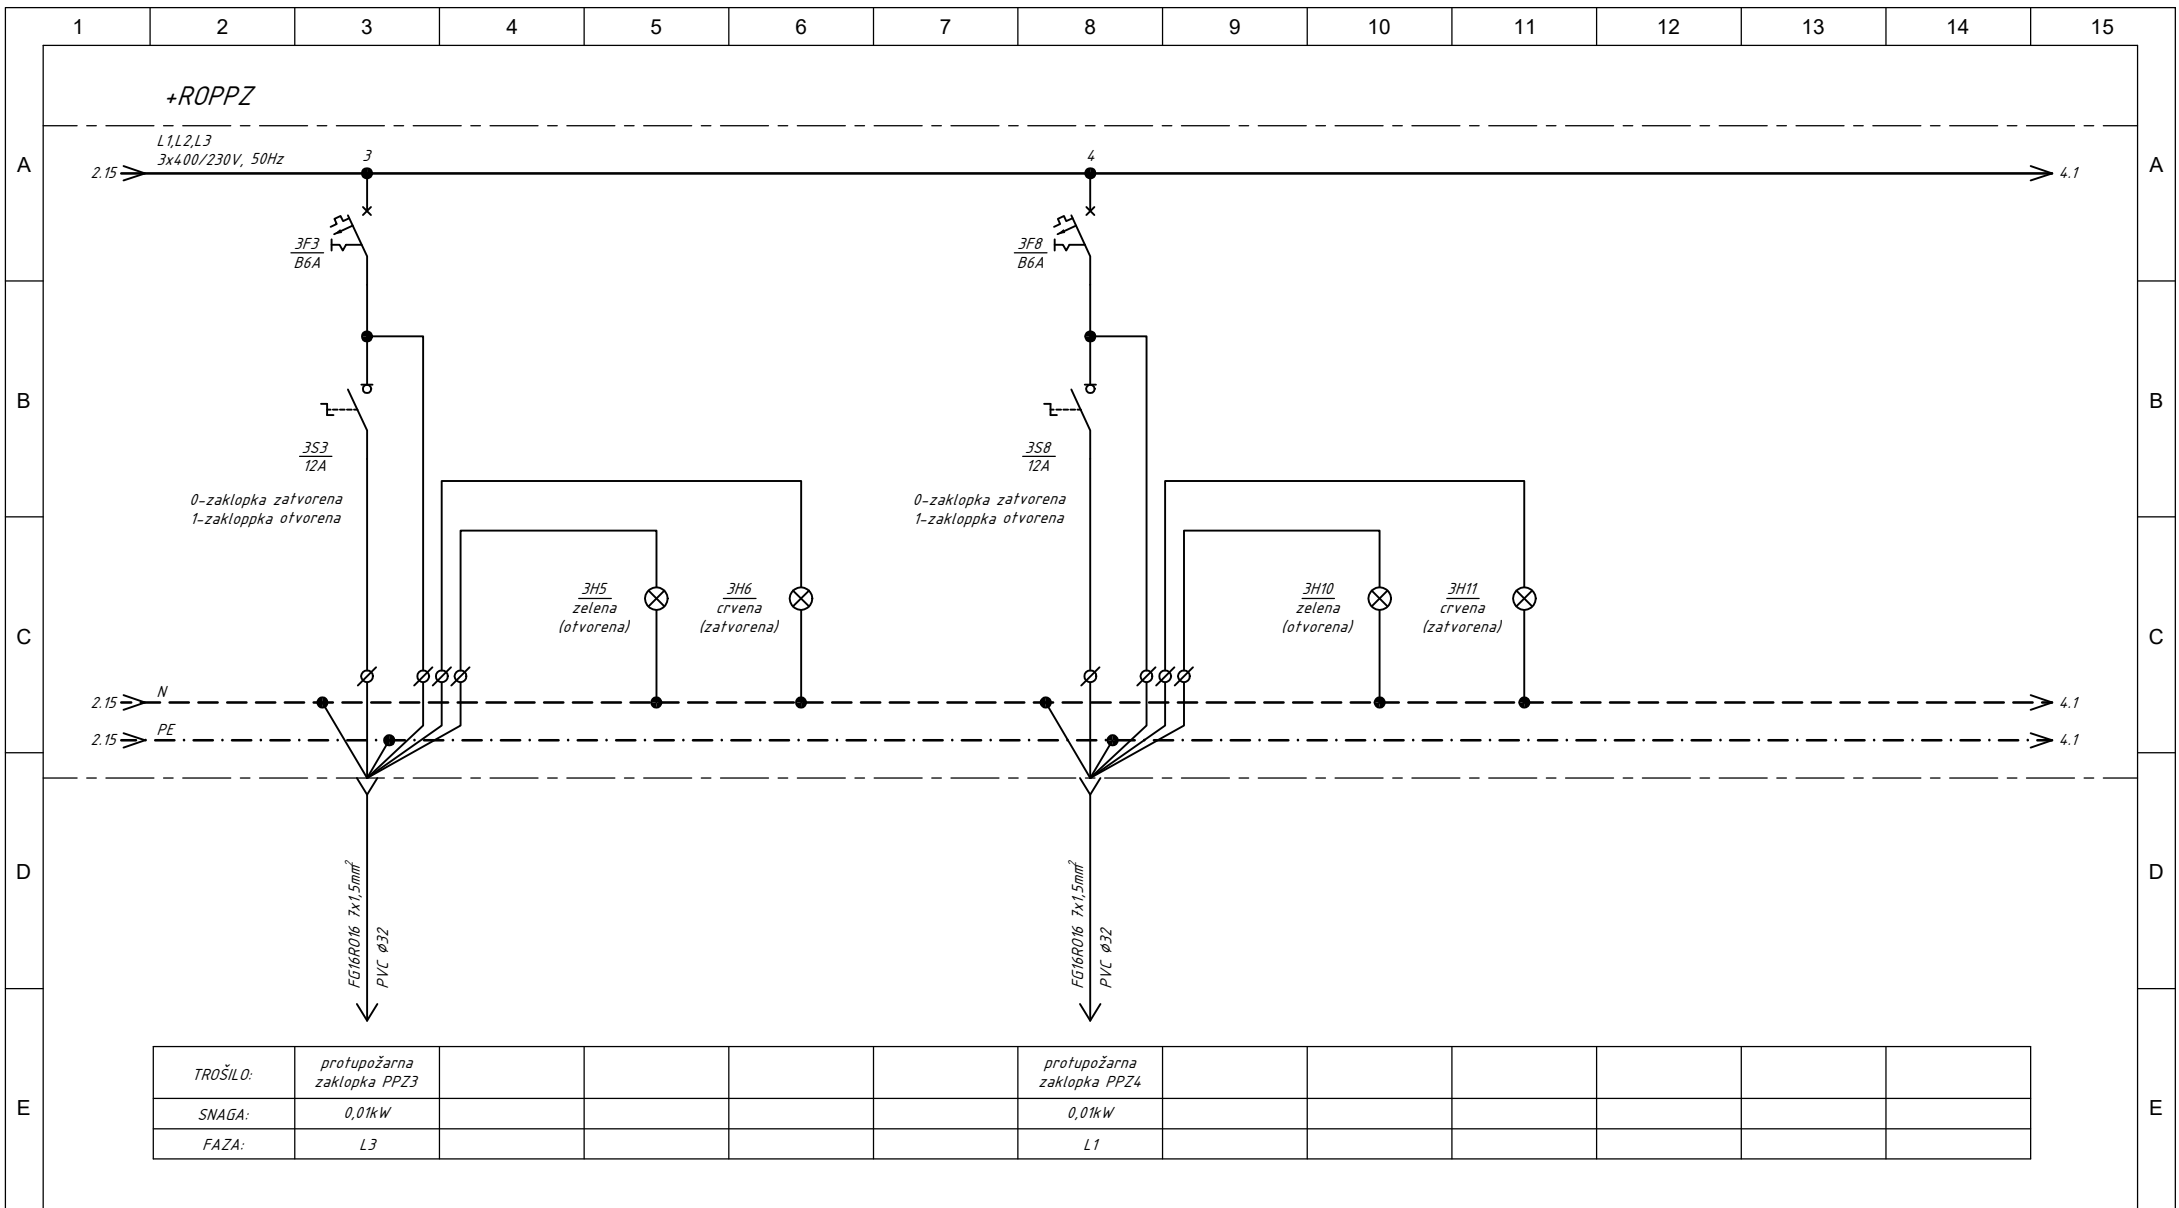 1 2 3 4 5 6 7 8 9 10 11 12 13 14 15
+ROPPZ
L1,L2,L3
3x400/230V, 50Hz
3
4
A
A
2.15
4.1
3F3
B6A
3F8
B6A
B
B
3S3
12A
3S8
12A
0-zaklopka zatvorena
1-zakloppka otvorena
0-zaklopka zatvorena
1-zakloppka otvorena
3H5
zelena
(otvorena)
3H6
crvena
(zatvorena)
3H10
zelena
(otvorena)
3H11
crvena
(zatvorena)
C
C
2.15
N
4.1
2.15
PE
4.1
D
D
FG16RO16 7x1,5mm²
PVC ø32
FG16RO16 7x1,5mm²
PVC ø32
E
E
TROŠILO:
protupožarna
zaklopka PPZ3
protupožarna
zaklopka PPZ4
SNAGA:
0,01kW
0,01kW
FAZA:
L3
L1